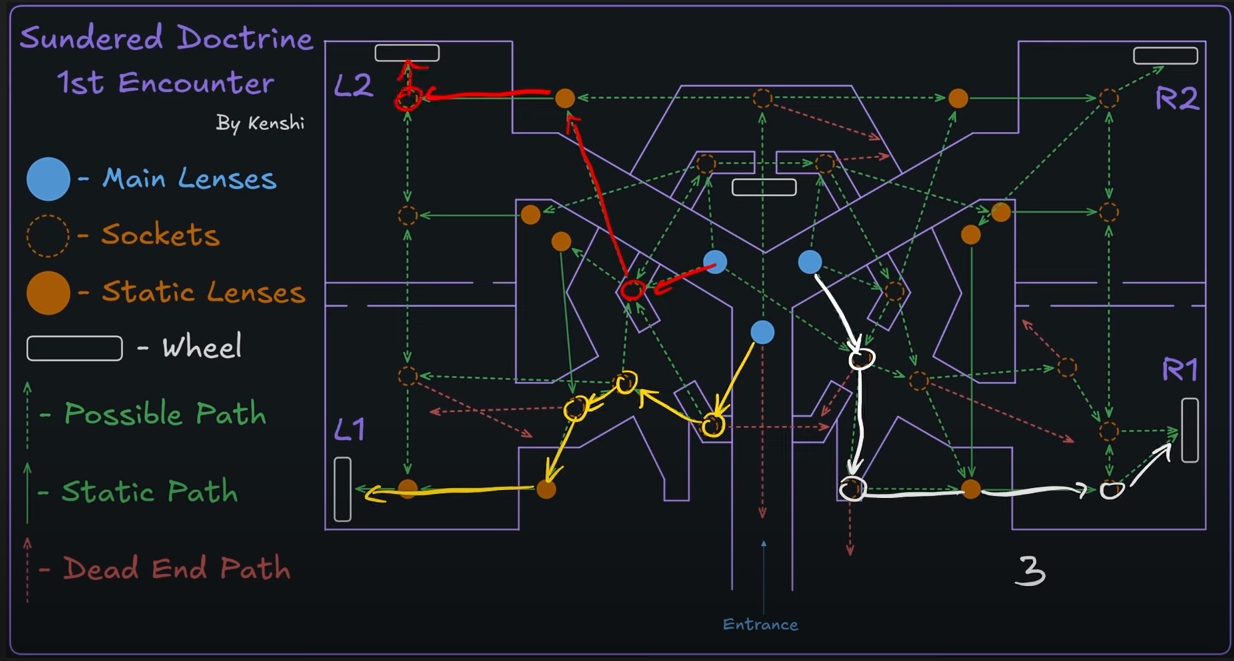 Sundered Doctrine
1st Encounter
By Kenshi
- Main Lenses
- Sockets
- Static Lenses
- Wheel
- Possible Path
- Static Path
- Dead End Path
L2
R2
L1
R1
3
Entrance